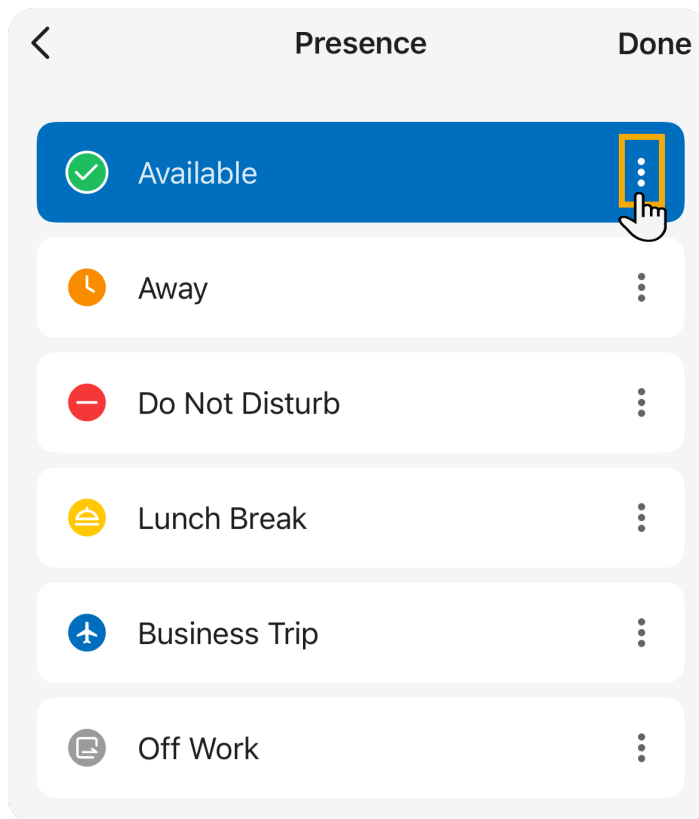 Presence Done
Available
Away
Do Not Disturb
Lunch Break
Business Trip
Off Work